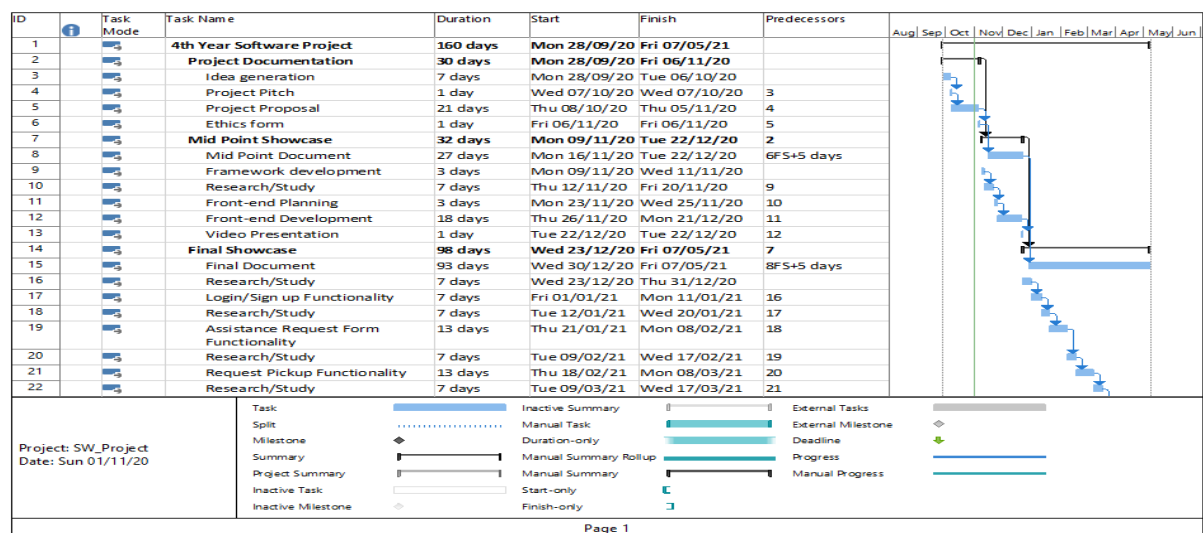 ID Task Mode Task Name Duration Start Finish Predecessors
Aug Sep Oct Nov Dec Jan Feb Mar Apr May Jun
1 4th Year Software Project 160 days Mon 28/09/20 Fri 07/05/21
2 Project Documentation 30 days Mon 28/09/20 Fri 06/11/20
3 Idea generation 7 days Mon 28/09/20 Tue 06/10/20
4 Project Pitch 1 day Wed 07/10/20 Wed 07/10/20 3
5 Project Proposal 21 days Thu 08/10/20 Thu 05/11/20 4
6 Ethics form 1 day Fri 06/11/20 Fri 06/11/20 5
7 Mid Point Showcase 32 days Mon 09/11/20 Tue 22/12/20 2
8 Mid Point Document 27 days Mon 16/11/20 Tue 22/12/20 6FS+5 days
9 Framework development 3 days Mon 09/11/20 Wed 11/11/20
10 Research/Study 7 days Thu 12/11/20 Fri 20/11/20 9
11 Front-end Planning 3 days Mon 23/11/20 Wed 25/11/20 10
12 Front-end Development 18 days Thu 26/11/20 Mon 21/12/20 11
13 Video Presentation 1 day Tue 22/12/20 Tue 22/12/20 12
14 Final Showcase 98 days Wed 23/12/20 Fri 07/05/21 7
15 Final Document 93 days Wed 30/12/20 Fri 07/05/21 8FS+5 days
16 Research/Study 7 days Wed 23/12/20 Thu 31/12/20
17 Login/Sign up Functionality 7 days Fri 01/01/21 Mon 11/01/21 16
18 Research/Study 7 days Tue 12/01/21 Wed 20/01/21 17
19 Assistance Request Form Functionality 13 days Thu 21/01/21 Mon 08/02/21 18
20 Research/Study 7 days Tue 09/02/21 Wed 17/02/21 19
21 Request Pickup Functionality 13 days Thu 18/02/21 Mon 08/03/21 20
22 Research/Study 7 days Tue 09/03/21 Wed 17/03/21 21
Project: SW_Project
Date: Sun 01/11/20
Task Inactive Summary External Tasks
Split Manual Task External Milestone
Milestone Duration-only Deadline
Summary Manual Summary Rollup Progress
Project Summary Manual Summary Manual Progress
Inactive Task Start-only
Inactive Milestone Finish-only
Page 1